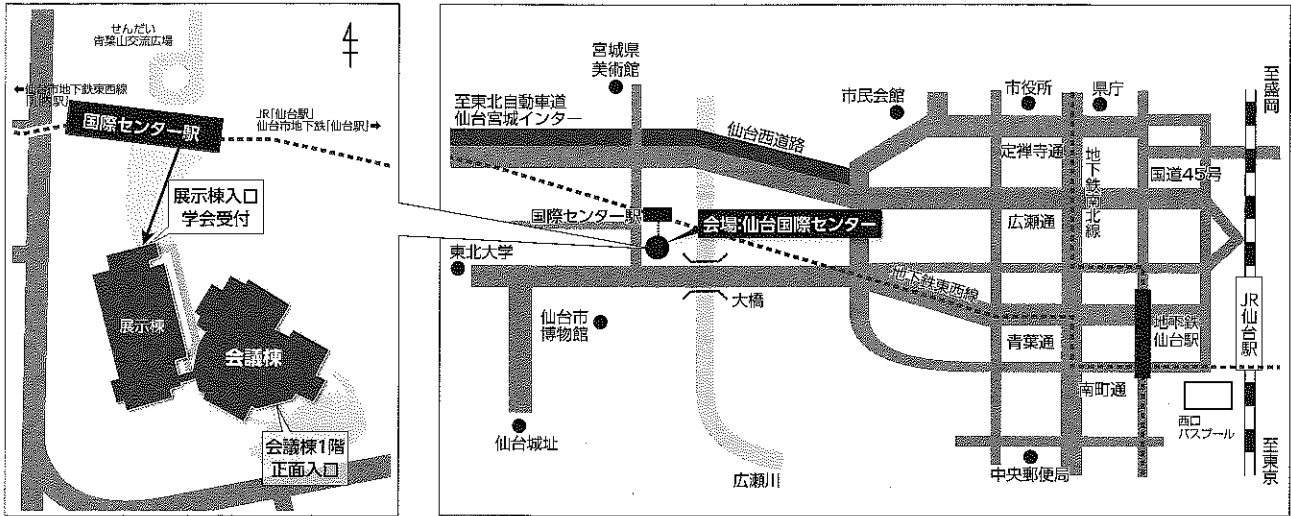 せんだい
青葉山交流広場
←仙台市地下鉄東西線
国際センター駅
JR「仙台駅」
仙台市地下鉄「仙台駅」→
展示棟入口
学会受付
展示棟
会議棟
会議棟1階
正面入口
宮城県
美術館
至東北自動車道
仙台宮城インター
仙台西道路
市民会館
市役所
県庁
至盛岡
定禅寺通
地下鉄南北線
国道45号
国際センター駅
会場:仙台国際センター
広瀬通
東北大学
大橋
地下鉄東西線
仙台市
博物館
青葉通
地下鉄
仙台駅
JR仙台駅
南町通
西口
バスプール
仙台城址
広瀬川
中央郵便局
至東京